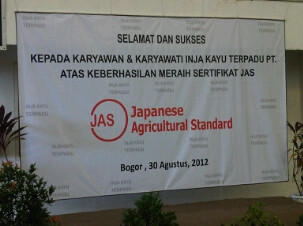 SELAMAT DAN SUKSES
KEPADA KARYAWAN & KARYAWATI INJA KAYU TERPADU PT.
ATAS KEBERHASILAN MERAIH SERTIFIKAT JAS
JAS
Japanese
Agricultural Standard
Bogor , 30 Agustus, 2012